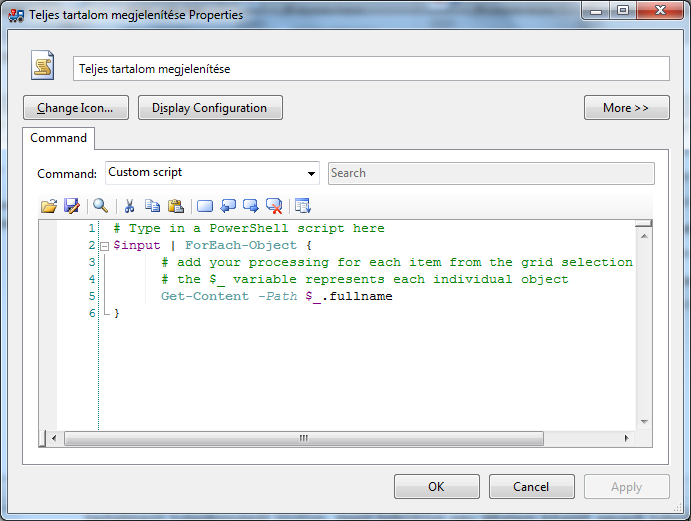 Teljes tartalom megjelenítése Properties
Teljes tartalom megjelenítése
Change Icon... Display Configuration More >>
Command
Command: Custom script Search
1 # Type in a PowerShell script here
2 $input | ForEach-Object {
3 # add your processing for each item from the grid selection
4 # the $_ variable represents each individual object
5 Get-Content -Path $_.fullname
6 }
OK Cancel Apply